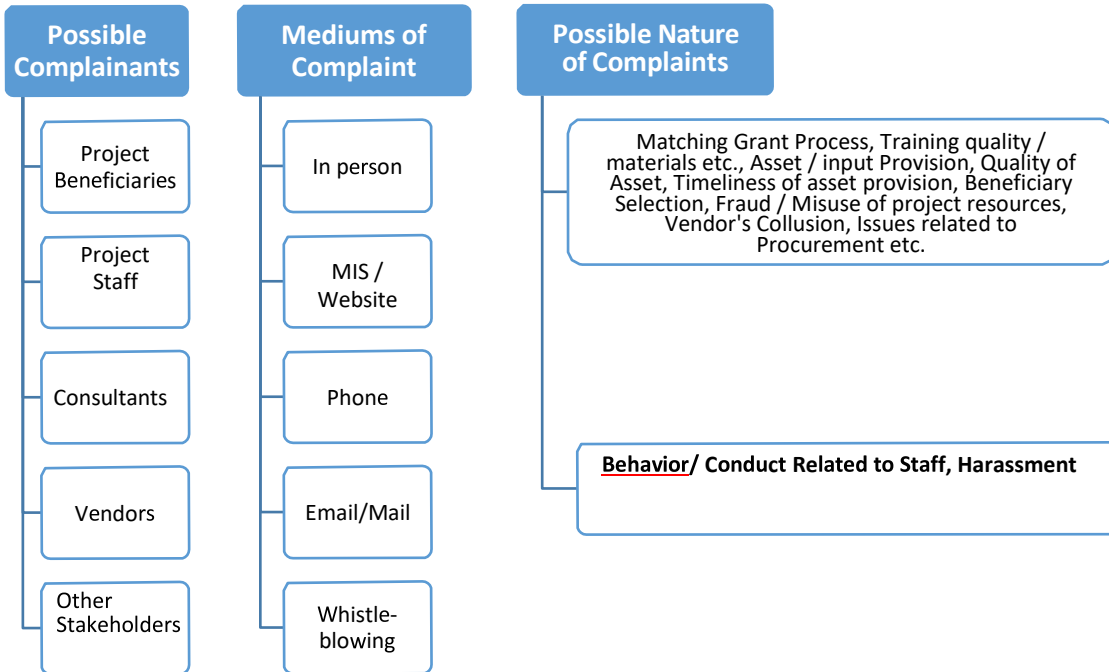 Possible
Complainants
Project
Beneficiaries
Project
Staff
Consultants
Vendors
Other
Stakeholders
Mediums of
Complaint
In person
MIS /
Website
Phone
Email/Mail
Whistle-
blowing
Possible Nature
of Complaints
Matching Grant Process, Training quality /
materials etc., Asset / input Provision, Quality of
Asset, Timeliness of asset provision, Beneficiary
Selection, Fraud / Misuse of project resources,
Vendor's Collusion, Issues related to
Procurement etc.
Behavior/ Conduct Related to Staff, Harassment